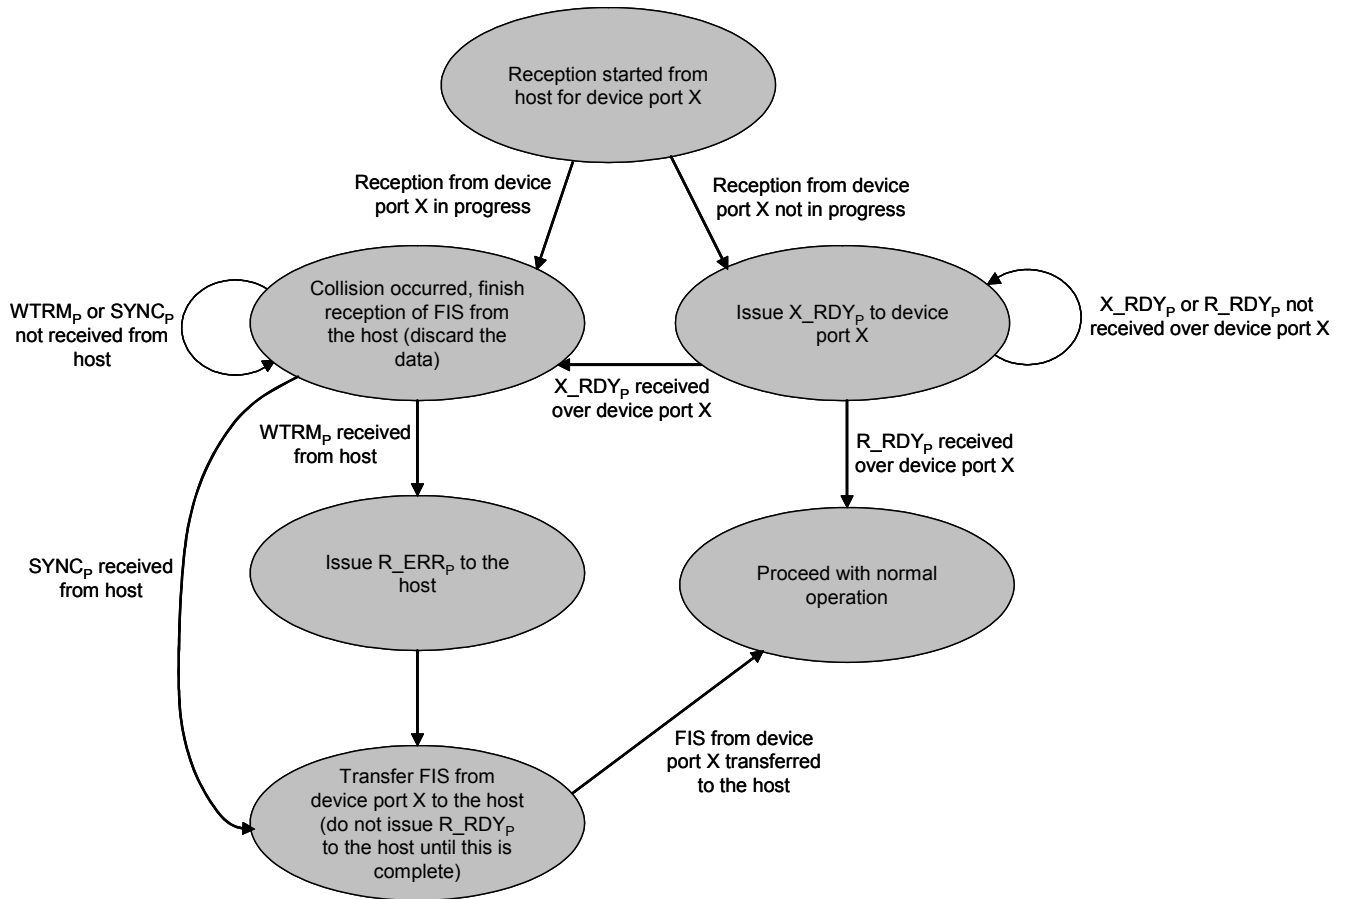 Reception started from
host for device port X
Reception from device
port X in progress
Reception from device
port X not in progress
Collision occurred, finish
reception of FIS from
the host (discard the
data)
Issue X_RDYP to device
port X
WTRMP or SYNCP
not received from
host
X_RDYP or R_RDYP not
received over device port X
X_RDYP received
over device port X
WTRMP received
from host
R_RDYP received
over device port X
SYNCP received
from host
Issue R_ERRP to the
host
Proceed with normal
operation
FIS from device
port X transferred
to the host
Transfer FIS from
device port X to the host
(do not issue R_RDYP
to the host until this is
complete)